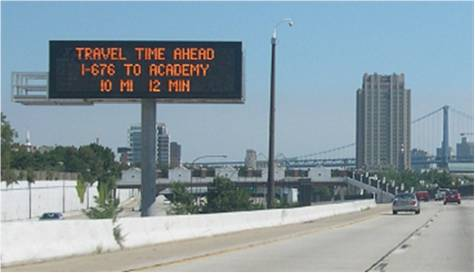 TRAVEL TIME AHEAD
I-676 TO ACADEMY
10 MI 12 MIN